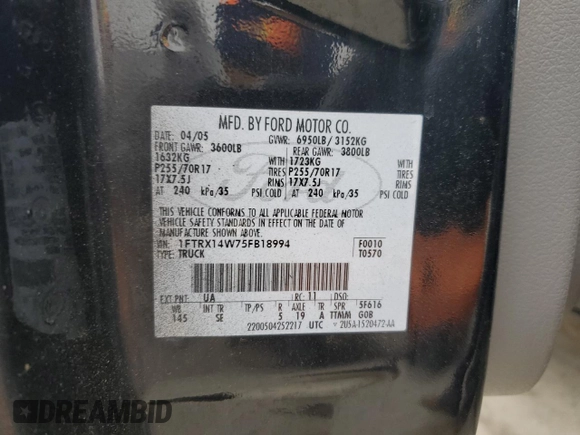 MFD. BY FORD MOTOR CO.
DATE: 04/05 GVWR: 6950LB/ 3152KG
FRONT GAWR: 3600LB REAR GAWR: 3800LB
1632KG WITH 1723KG WITH
P255/70R17 TIRES P255/70R17 TIRES
17X7.5J RIMS 17X7.5J RIMS
AT 240 kPa/35 PSI COLD AT 240 kPa/35 PSI COLD
THIS VEHICLE CONFORMS TO ALL APPLICABLE FEDERAL MOTOR
VEHICLE SAFETY STANDARDS IN EFFECT ON THE DATE OF
MANUFACTURE SHOWN ABOVE.
VIN: 1FTRX14W75FB18994 F0010
TYPE: TRUCK T0570
EXT PNT: UA RC: 11 DSO:
WB INT TR TP/PS R AXLE TR SPR 5F616
145 SE 5 19 A TTMM GOB
2200504252217 UTC
Ford
DREAMBID